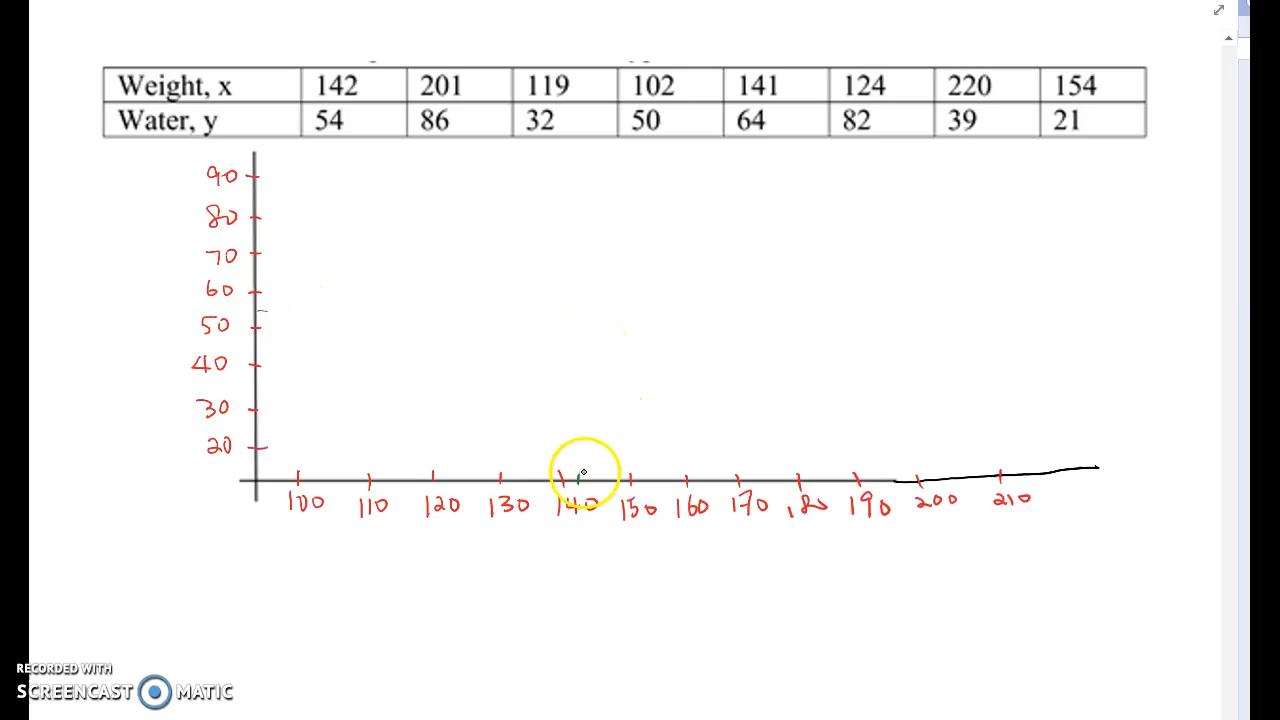 Weight, x 142 201 119 102 141 124 220 154
Water, y 54 86 32 50 64 82 39 21
90
80
70
60
50
40
30
20
100 110 120 130 140 150 160 170 180 190 200 210
RECORDED WITH
SCREENCAST MATIC